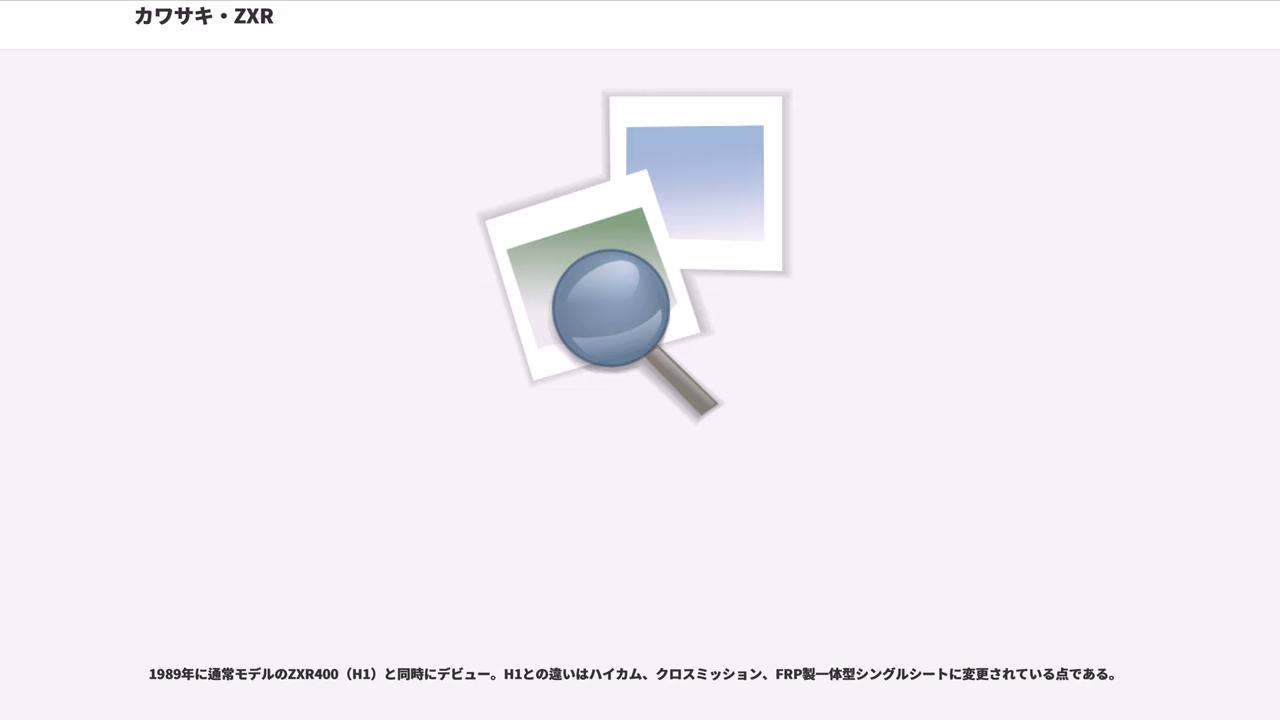 カワサキ・ZXR
1989年に通常モデルのZXR400（H1）と同時にデビュー。H1との違いはハイカム、クロスミッション、FRP製一体型シングルシートに変更されている点である。